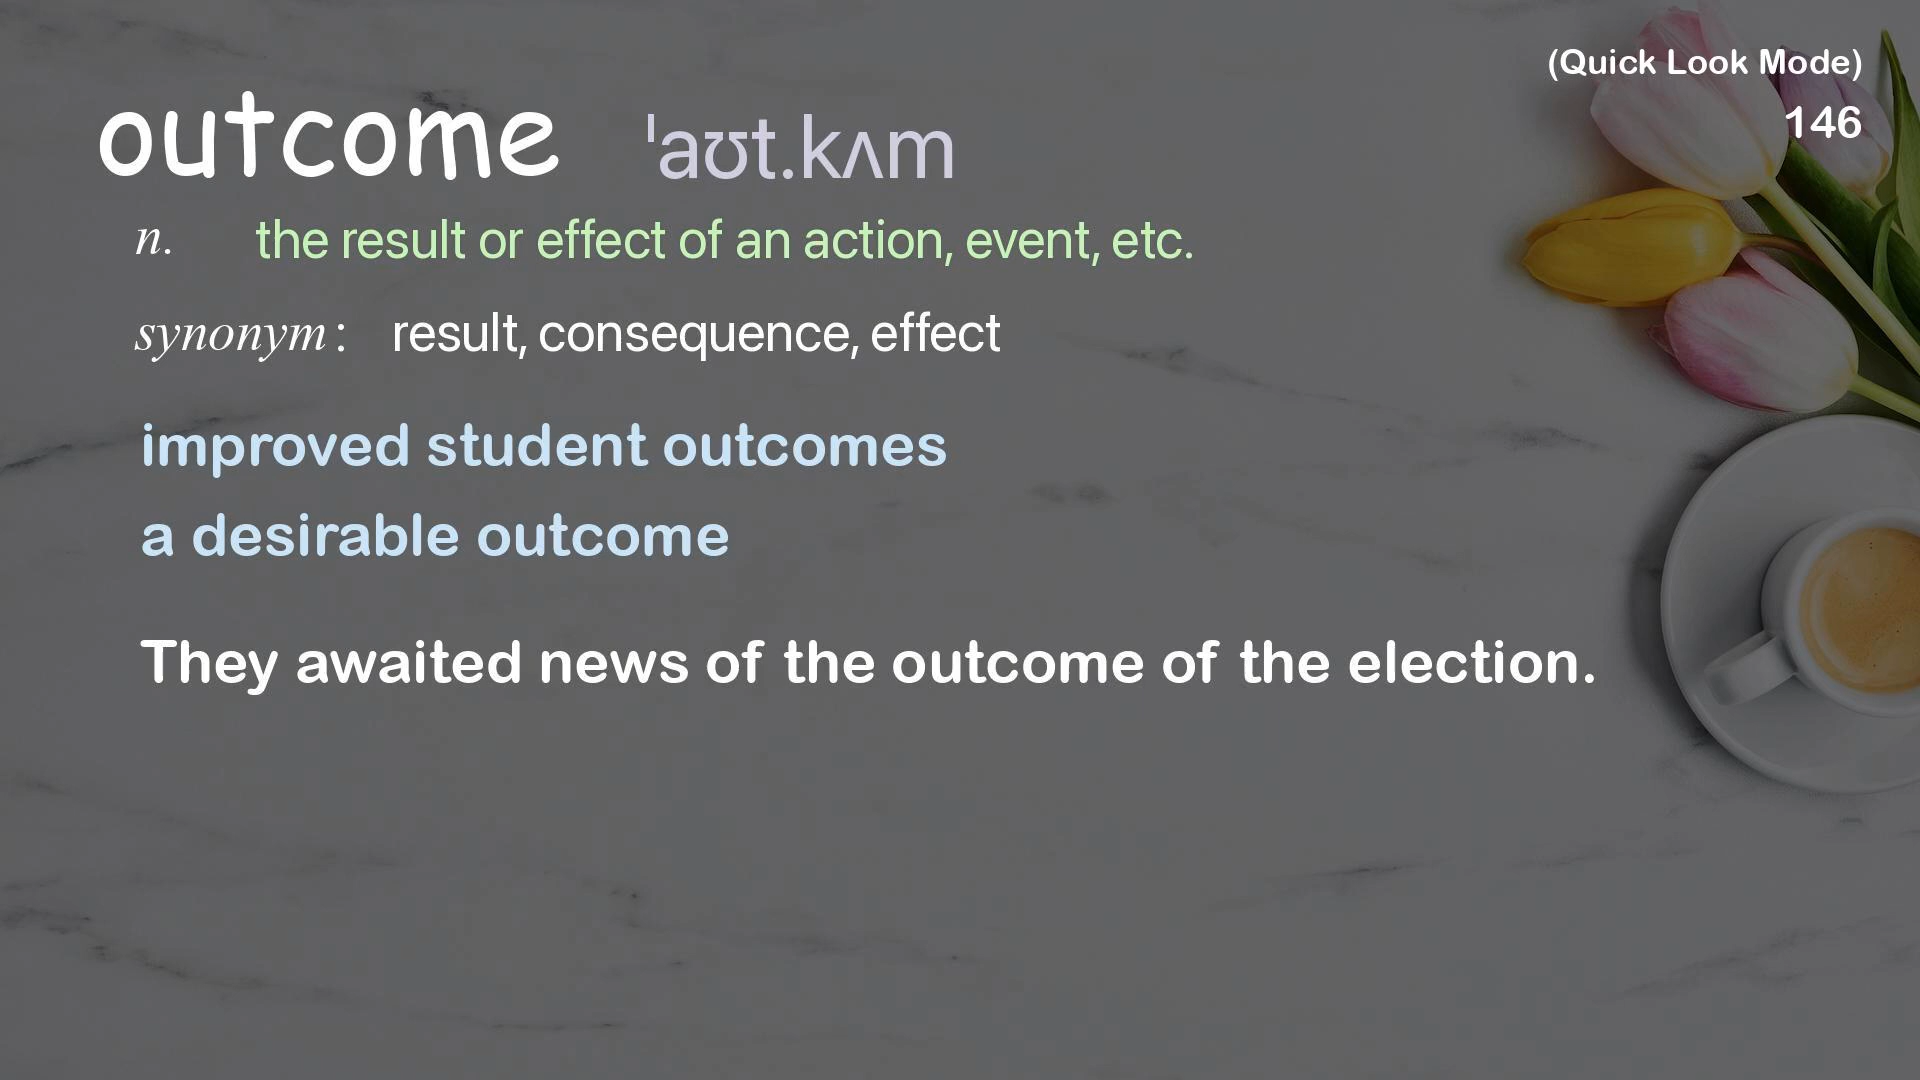 (Quick Look Mode)
146
outcome ˈaʊt.kʌm
n. the result or effect of an action, event, etc.
synonym: result, consequence, effect
improved student outcomes
a desirable outcome
They awaited news of the outcome of the election.